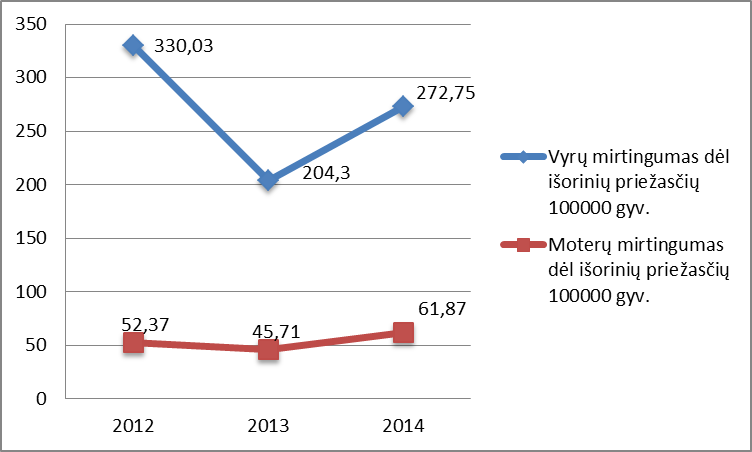 350
300
250
200
150
100
50
0
330,03
204,3
272,75
52,37
45,71
61,87
2012
2013
2014
Vyrų mirtingumas dėl
išorinių priežasčių
100000 gyv.
Moterų mirtingumas
dėl išorinių priežasčių
100000 gyv.